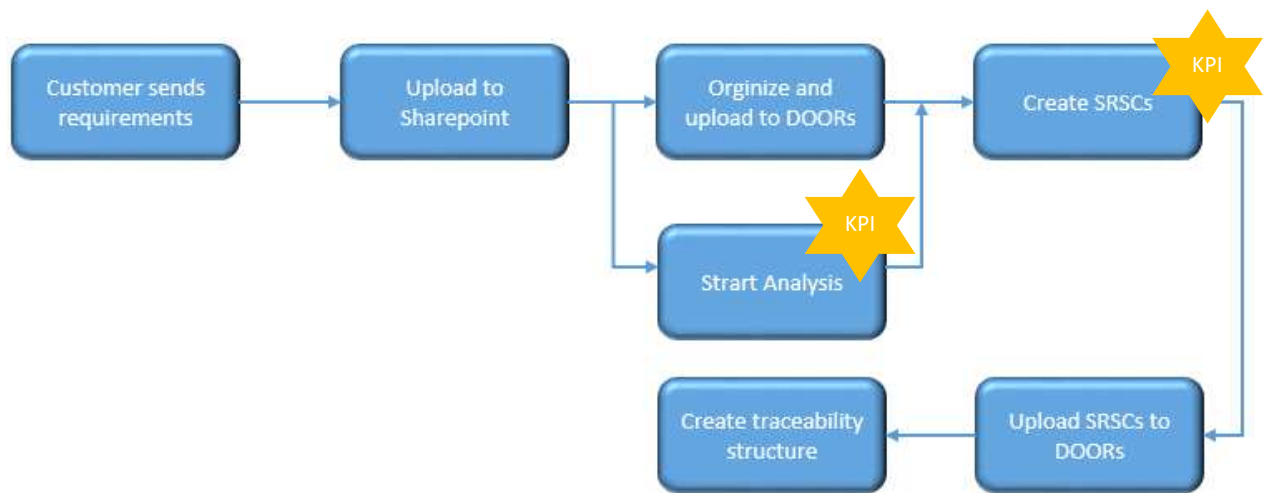 Customer sends
requirements
Upload to
Sharepoint
Orginize and
upload to DOORs
Create SRSCs
KPI
Strart Analysis
KPI
Upload SRSCs to
DOORs
Create traceability
structure